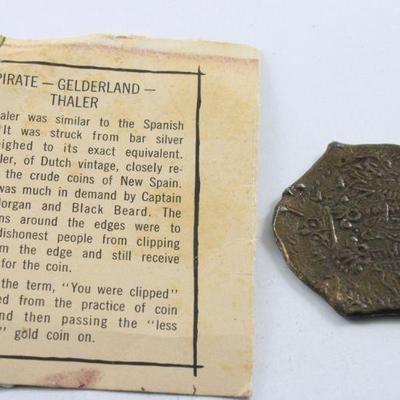 PIRATE — GELDERLAND —
THALER
aler was similar to the Spanish
It was struck from bar silver
eighed to its exact equivalent.
ler, of Dutch vintage, closely re-
the crude coins of New Spain.
was much in demand by Captain
Morgan and Black Beard. The
ns around the edges were to
dishonest people from clipping
m the edge and still receive
for the coin.
the term, "You were clipped"
ed from the practice of coin
and then passing the "less
" gold coin on.